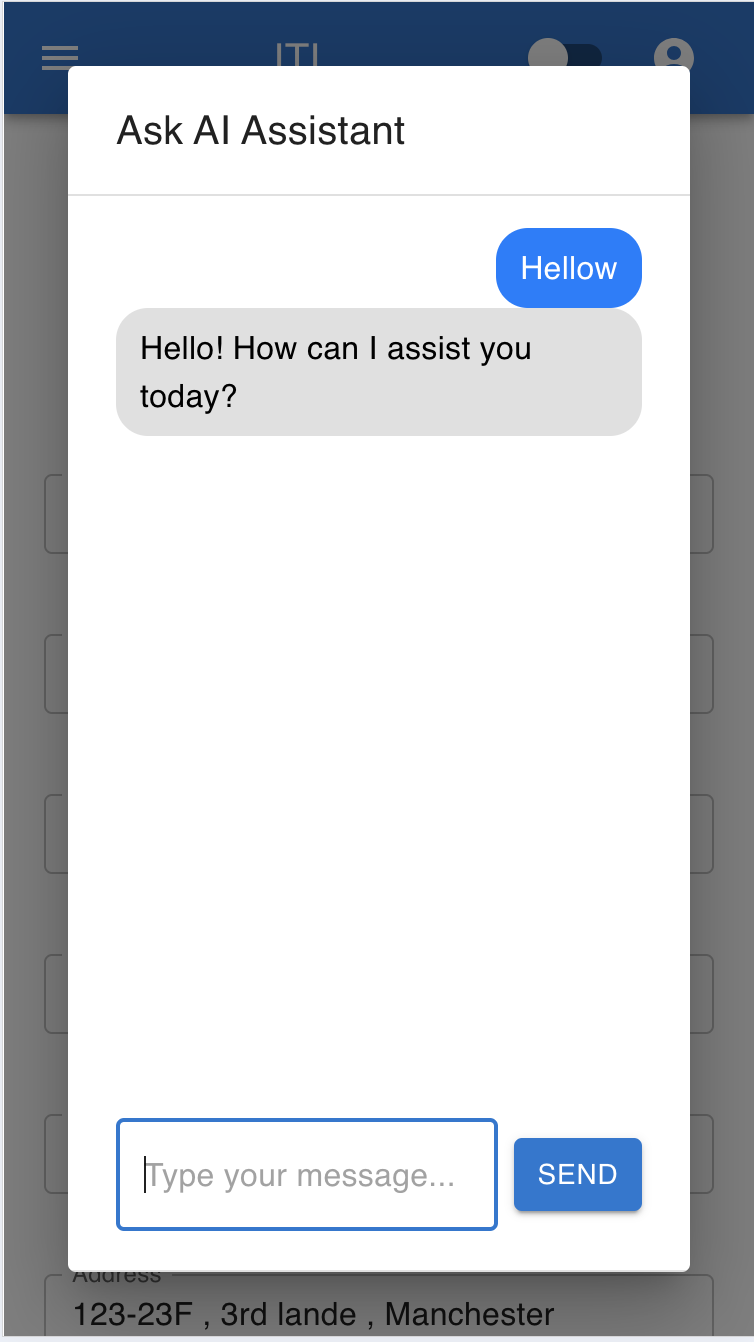 ITI
Ask AI Assistant
Hellow
Hello! How can I assist you
today?
Type your message...
SEND
Address
123-23F , 3rd lande , Manchester